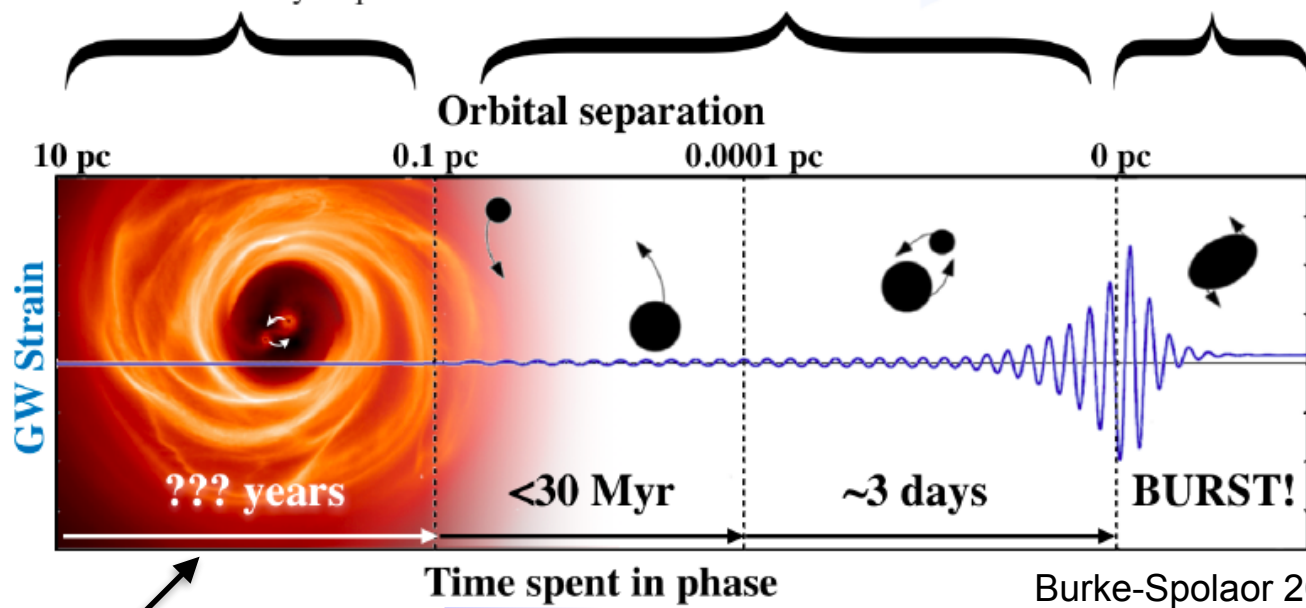 Orbital separation
10 pc 0.1 pc 0.0001 pc 0 pc
GW Strain
??? years <30 Myr ~3 days BURST!
Time spent in phase
Burke-Spolaor